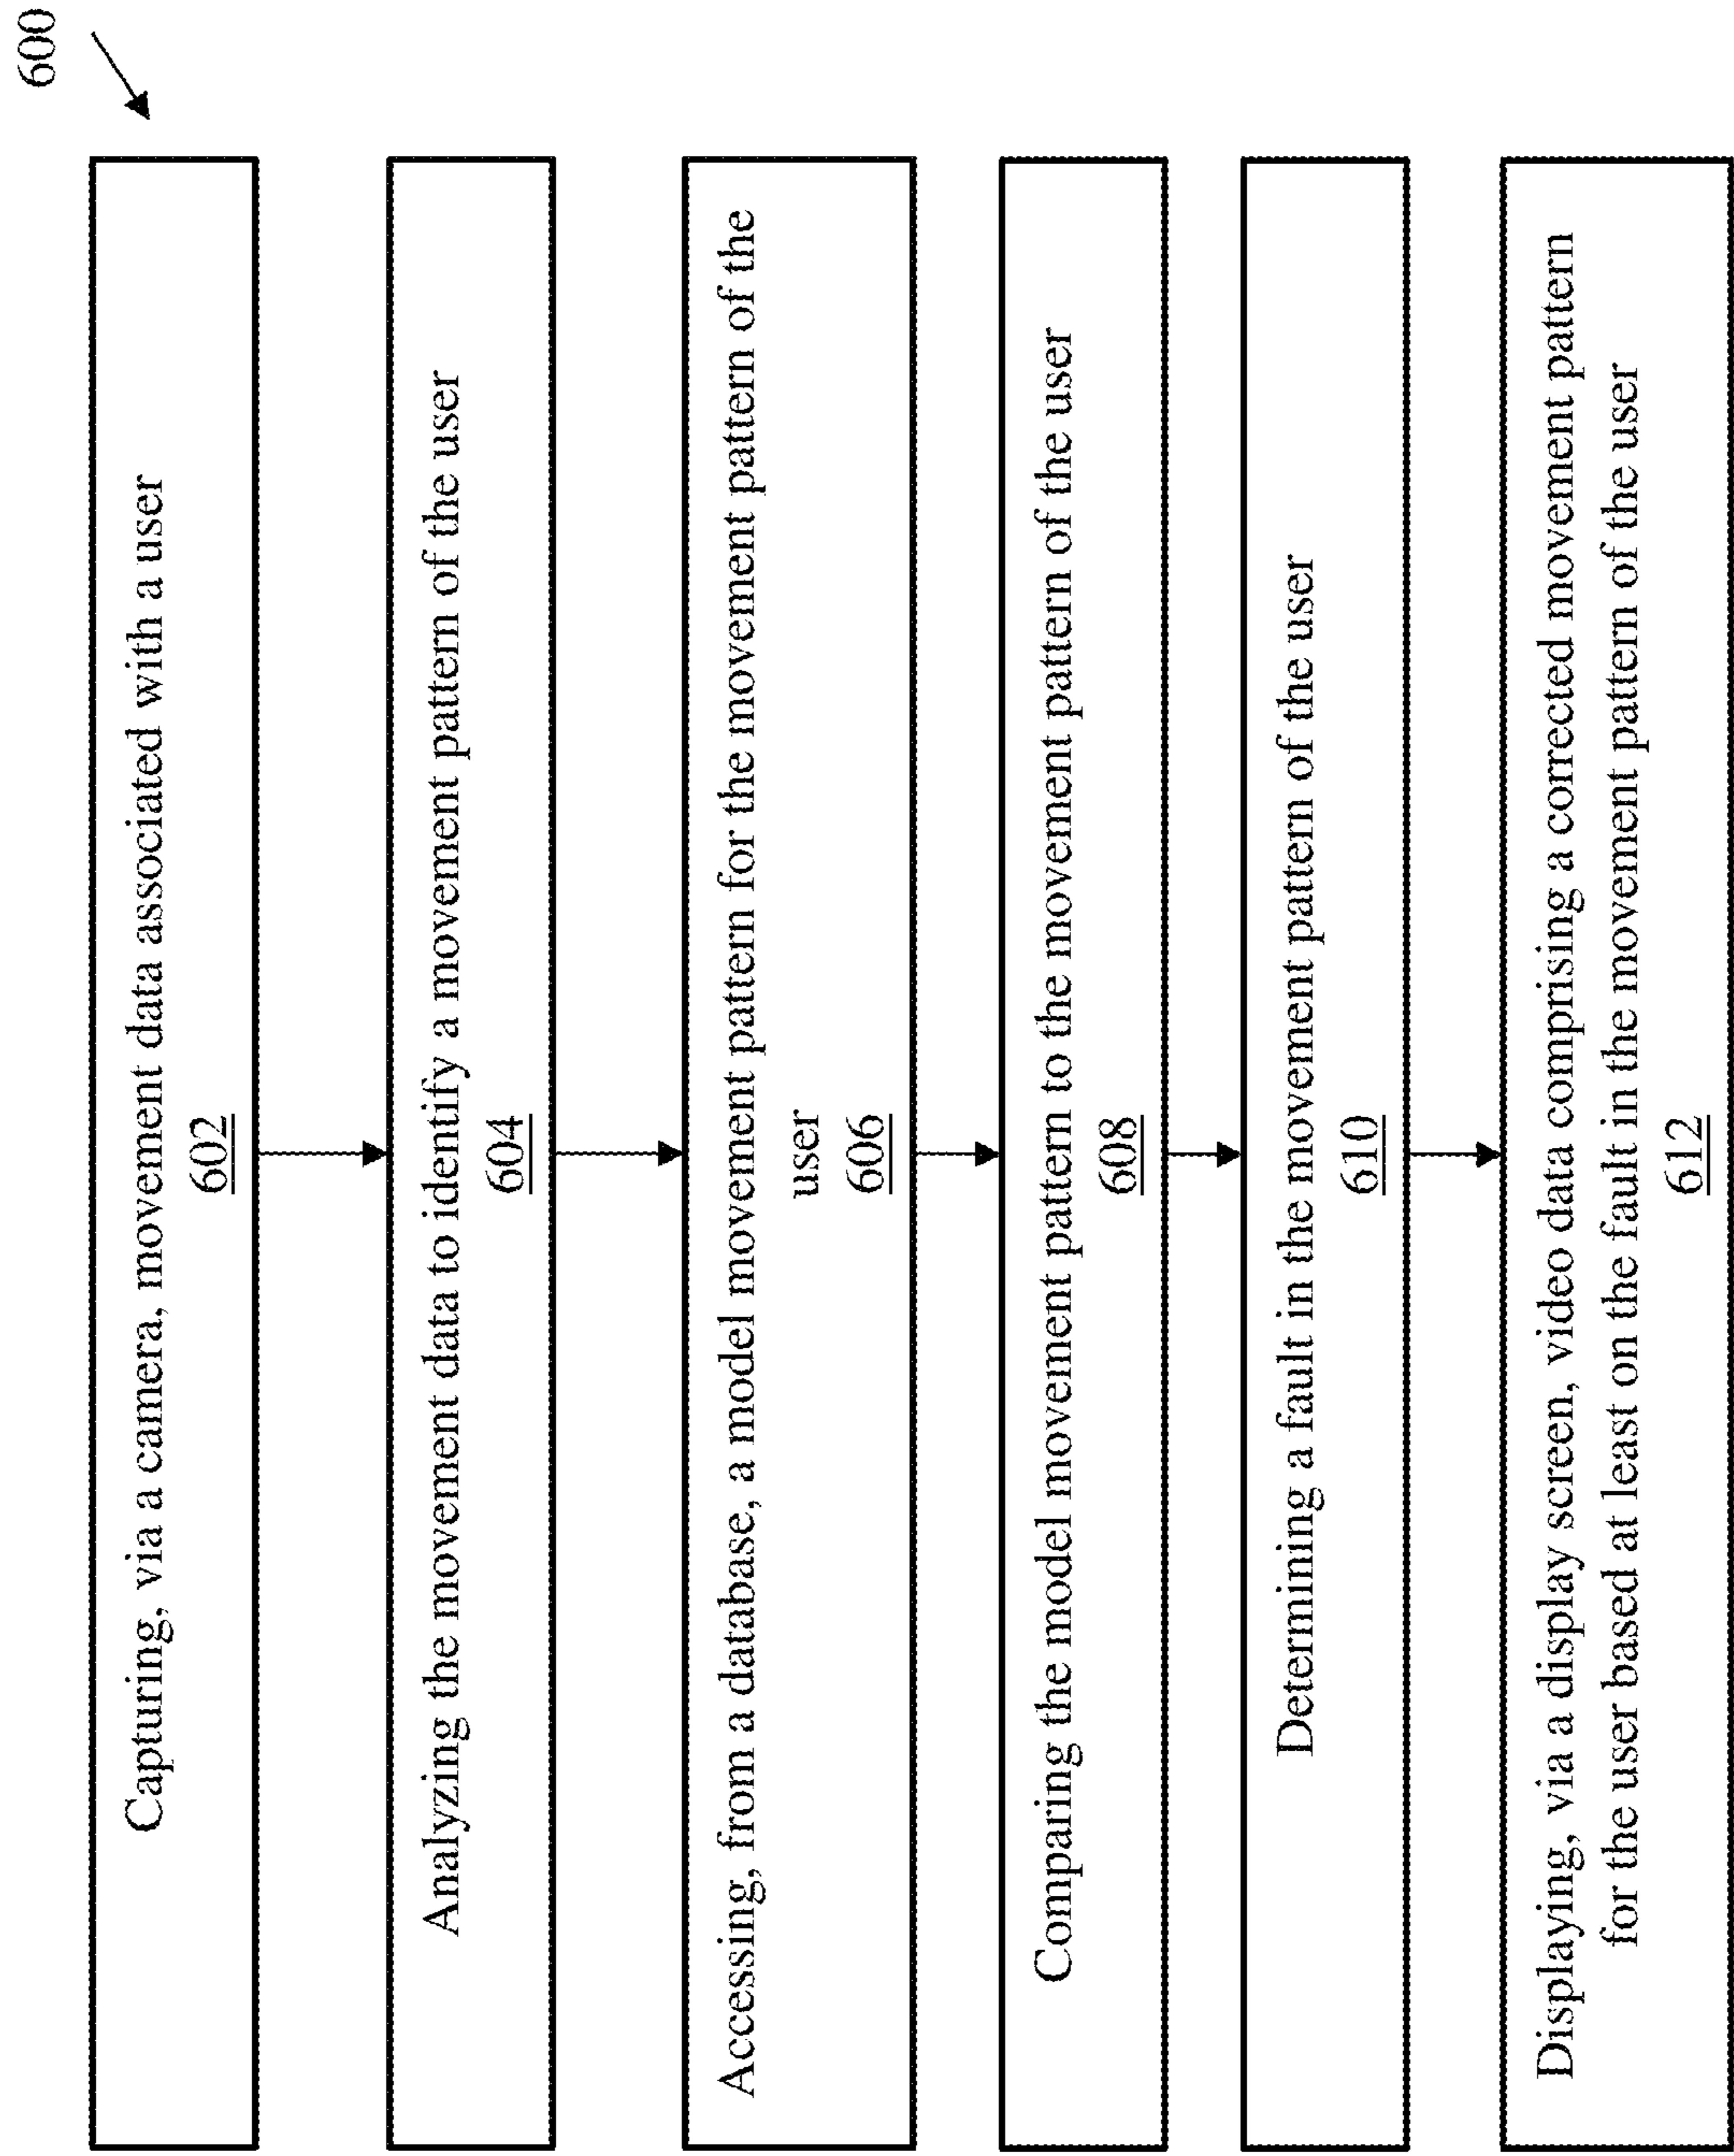 600
Capturing, via a camera, movement data associated with a user
602
Analyzing the movement data to identify a movement pattern of the user
604
Accessing, from a database, a model movement pattern for the movement pattern of the
user
606
Comparing the model movement pattern to the movement pattern of the user
608
Determining a fault in the movement pattern of the user
610
Displaying, via a display screen, video data comprising a corrected movement pattern
for the user based at least on the fault in the movement pattern of the user
612